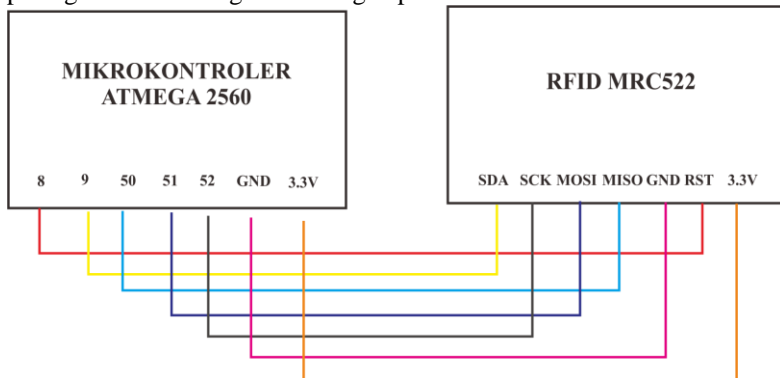 MIKROKONTROLER
ATMEGA 2560
8 9 50 51 52 GND 3.3V
RFID MRC522
SDA SCK MOSI MISO GND RST 3.3V